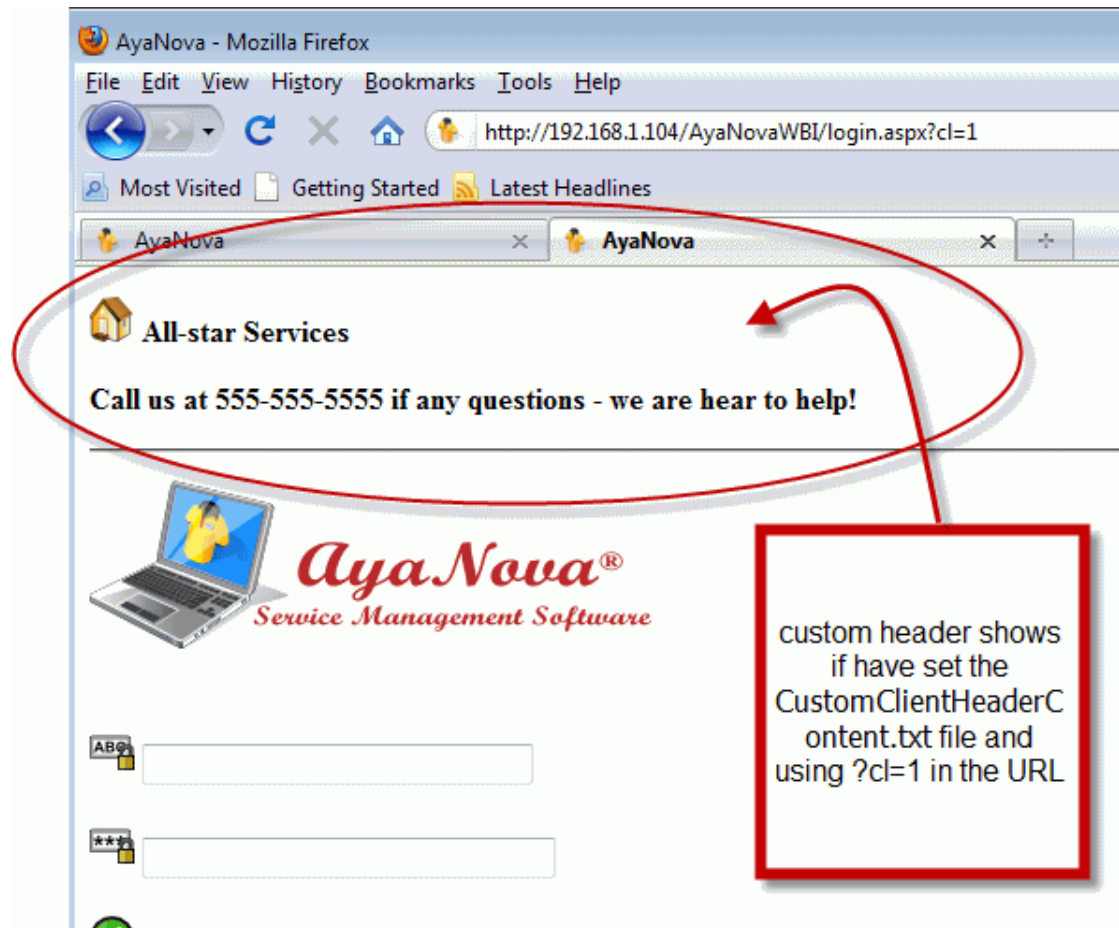 AyaNova - Mozilla Firefox
File Edit View History Bookmarks Tools Help
http://192.168.1.104/AyaNovaWBI/login.aspx?cl=1
Most Visited Getting Started Latest Headlines
AyaNova AyaNova
All-star Services
Call us at 555-555-5555 if any questions - we are hear to help!
AyaNova®
Service Management Software
custom header shows
if have set the
CustomClientHeaderC
ontent.txt file and
using ?cl=1 in the URL
ABC
***